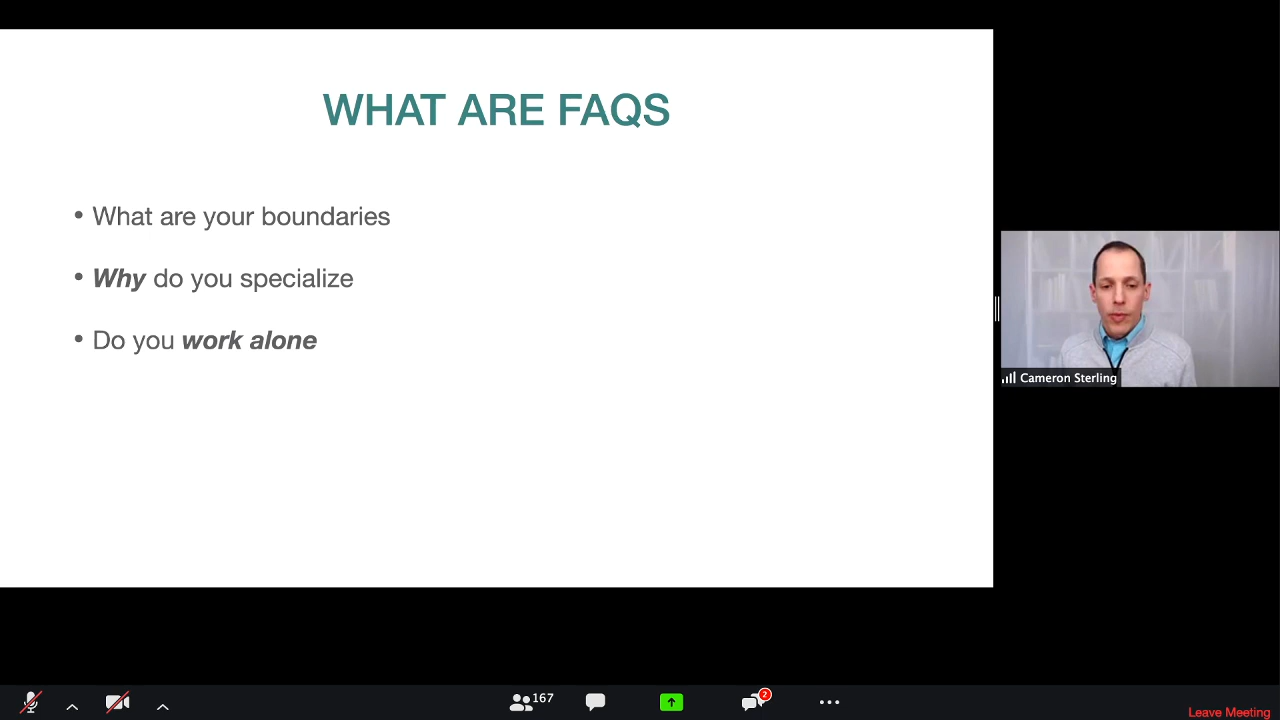 WHAT ARE FAQS
• What are your boundaries
• Why do you specialize
• Do you work alone
Cameron Sterling
167
2
Leave Meeting